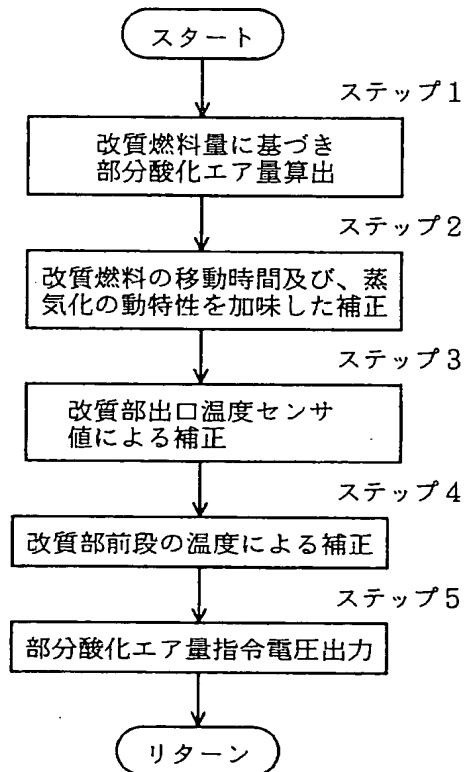 スタート
ステップ1
改質燃料量に基づき
部分酸化エア量算出
ステップ2
改質燃料の移動時間及び、蒸
気化の動特性を加味した補正
ステップ3
改質部出口温度センサ
値による補正
ステップ4
改質部前段の温度による補正
ステップ5
部分酸化エア量指令電圧出力
リターン